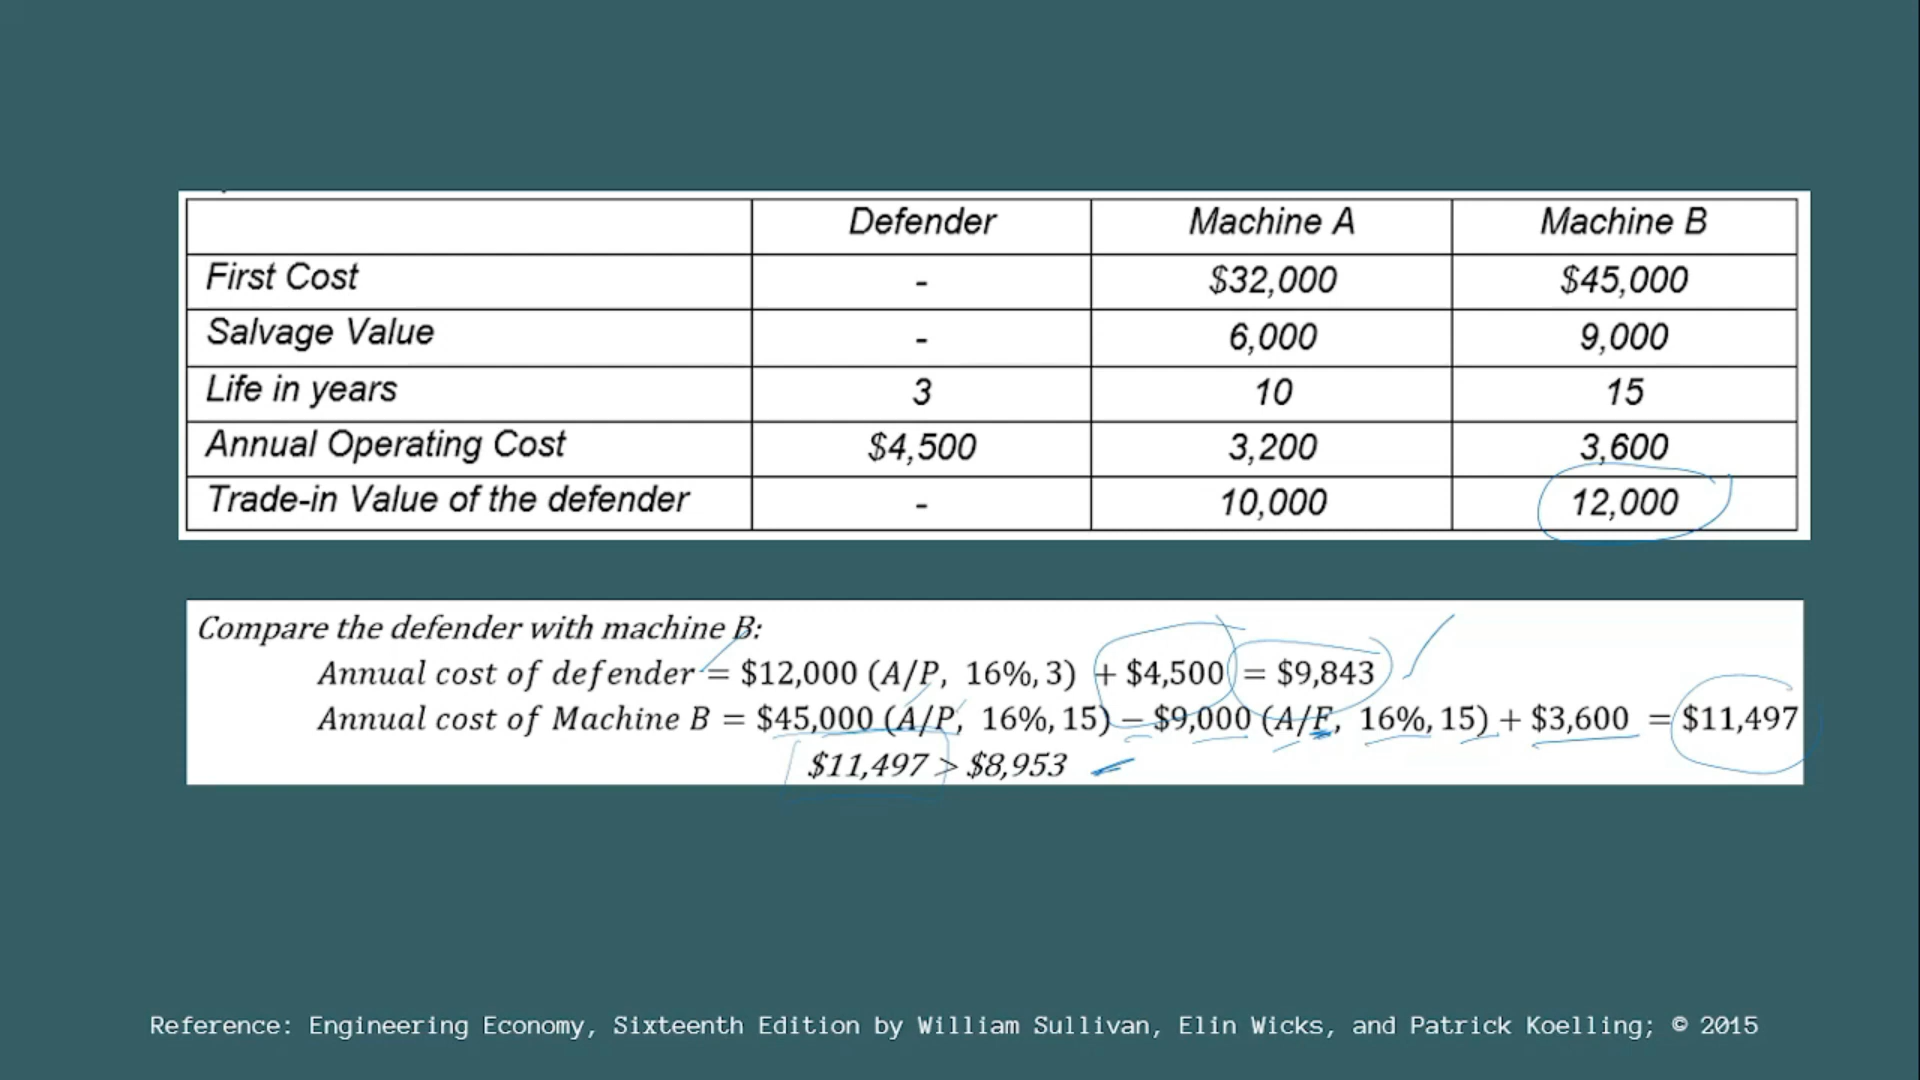 Defender Machine A Machine B
First Cost - $32,000 $45,000
Salvage Value - 6,000 9,000
Life in years 3 10 15
Annual Operating Cost $4,500 3,200 3,600
Trade-in Value of the defender - 10,000 12,000
Compare the defender with machine B:
Annual cost of defender = $12,000 (A/P, 16%, 3) + $4,500 = $9,843
Annual cost of Machine B = $45,000 (A/P, 16%, 15) − $9,000 (A/F, 16%, 15) + $3,600 = $11,497
$11,497 > $8,953
Reference: Engineering Economy, Sixteenth Edition by William Sullivan, Elin Wicks, and Patrick Koelling; © 2015